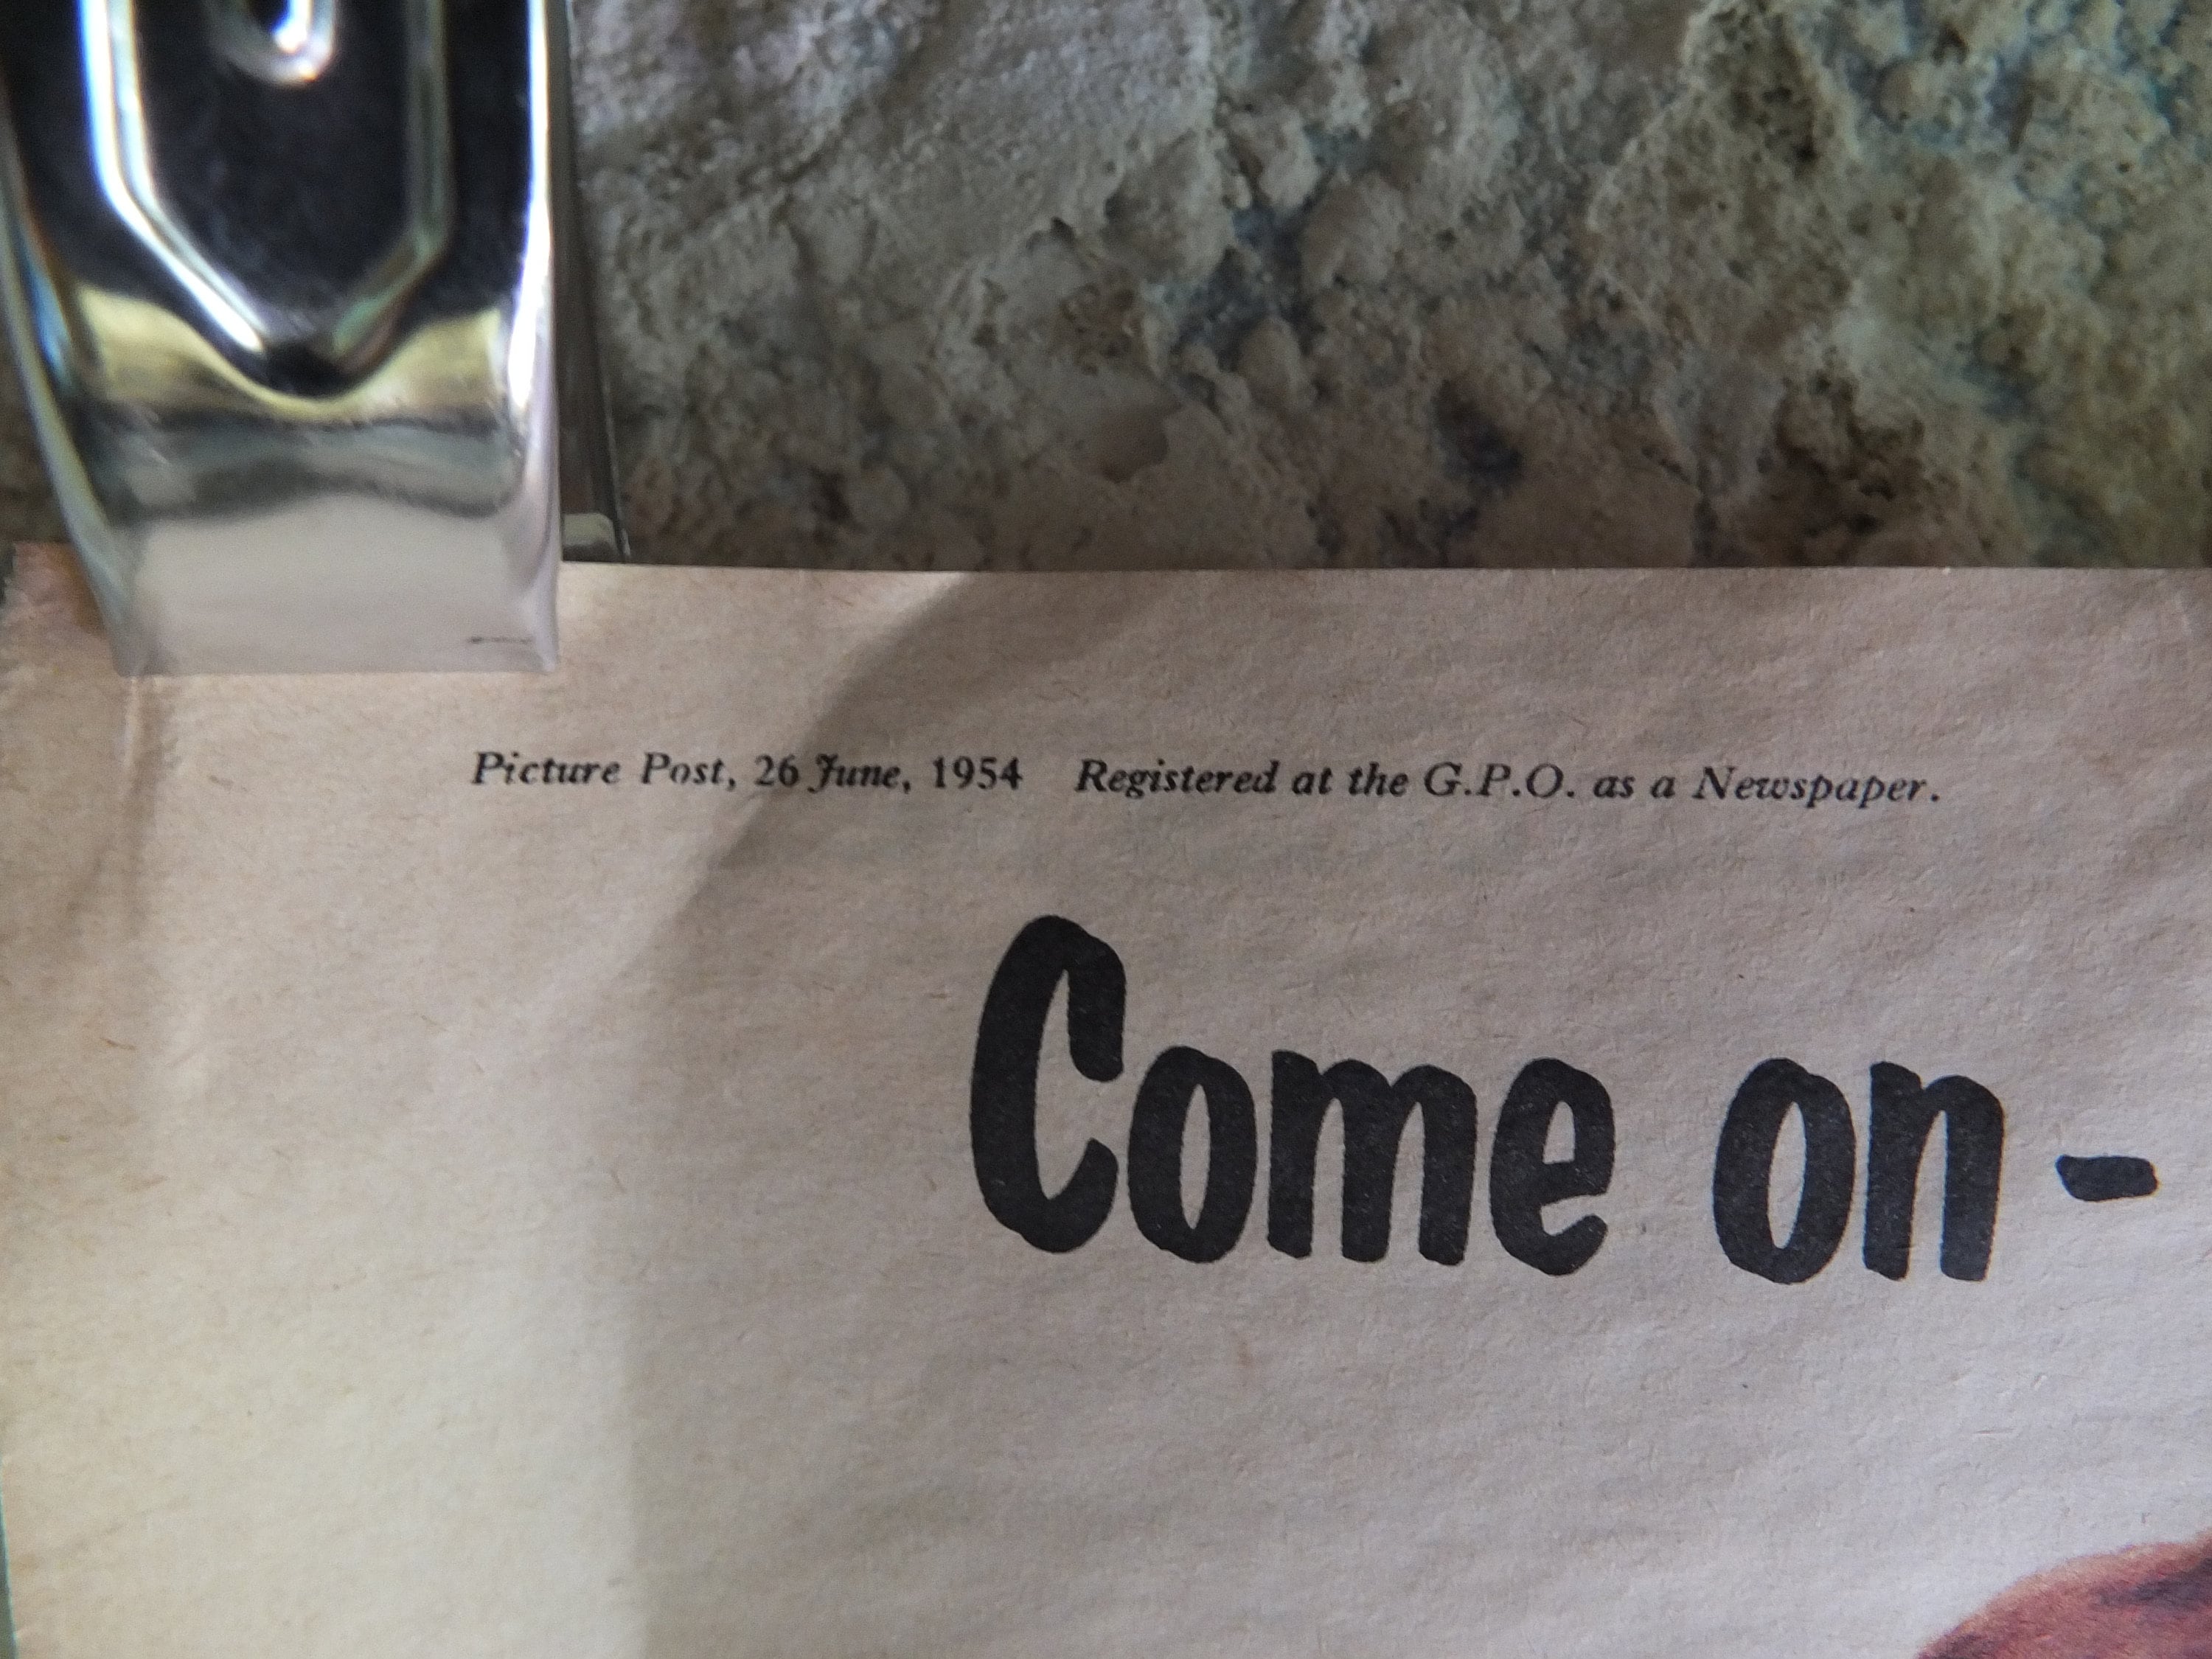 Picture Post, 26 June, 1954 Registered at the G.P.O. as a Newspaper.
Come on-